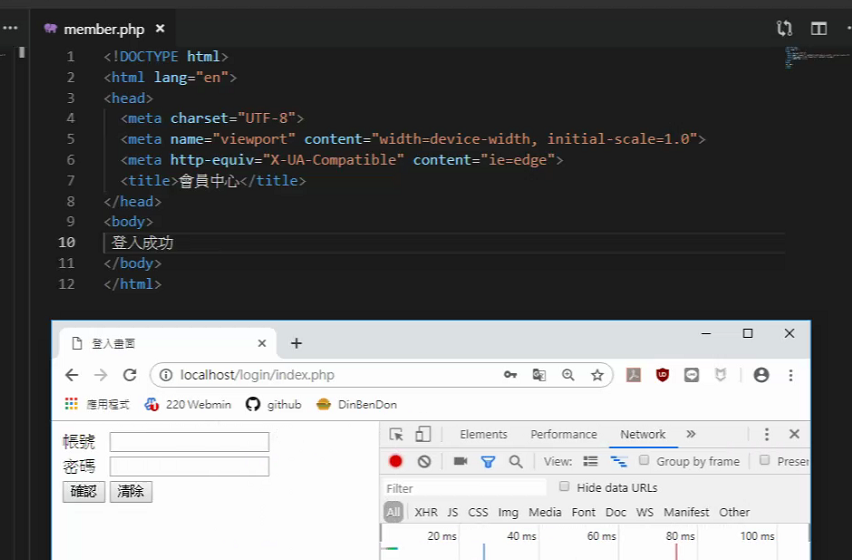 member.php
1 <!DOCTYPE html>
2 <html lang="en">
3 <head>
4 <meta charset="UTF-8">
5 <meta name="viewport" content="width=device-width, initial-scale=1.0">
6 <meta http-equiv="X-UA-Compatible" content="ie=edge">
7 <title>會員中心</title>
8 </head>
9 <body>
10 登入成功
11 </body>
12 </html>
登入畫面
localhost/login/index.php
應用程式 220 Webmin github DinBenDon
Elements Performance Network
帳號
View: Group by frame Preser
密碼
Filter Hide data URLs
確認 清除
All XHR JS CSS Img Media Font Doc WS Manifest Other
20 ms 40 ms 60 ms 80 ms 100 ms